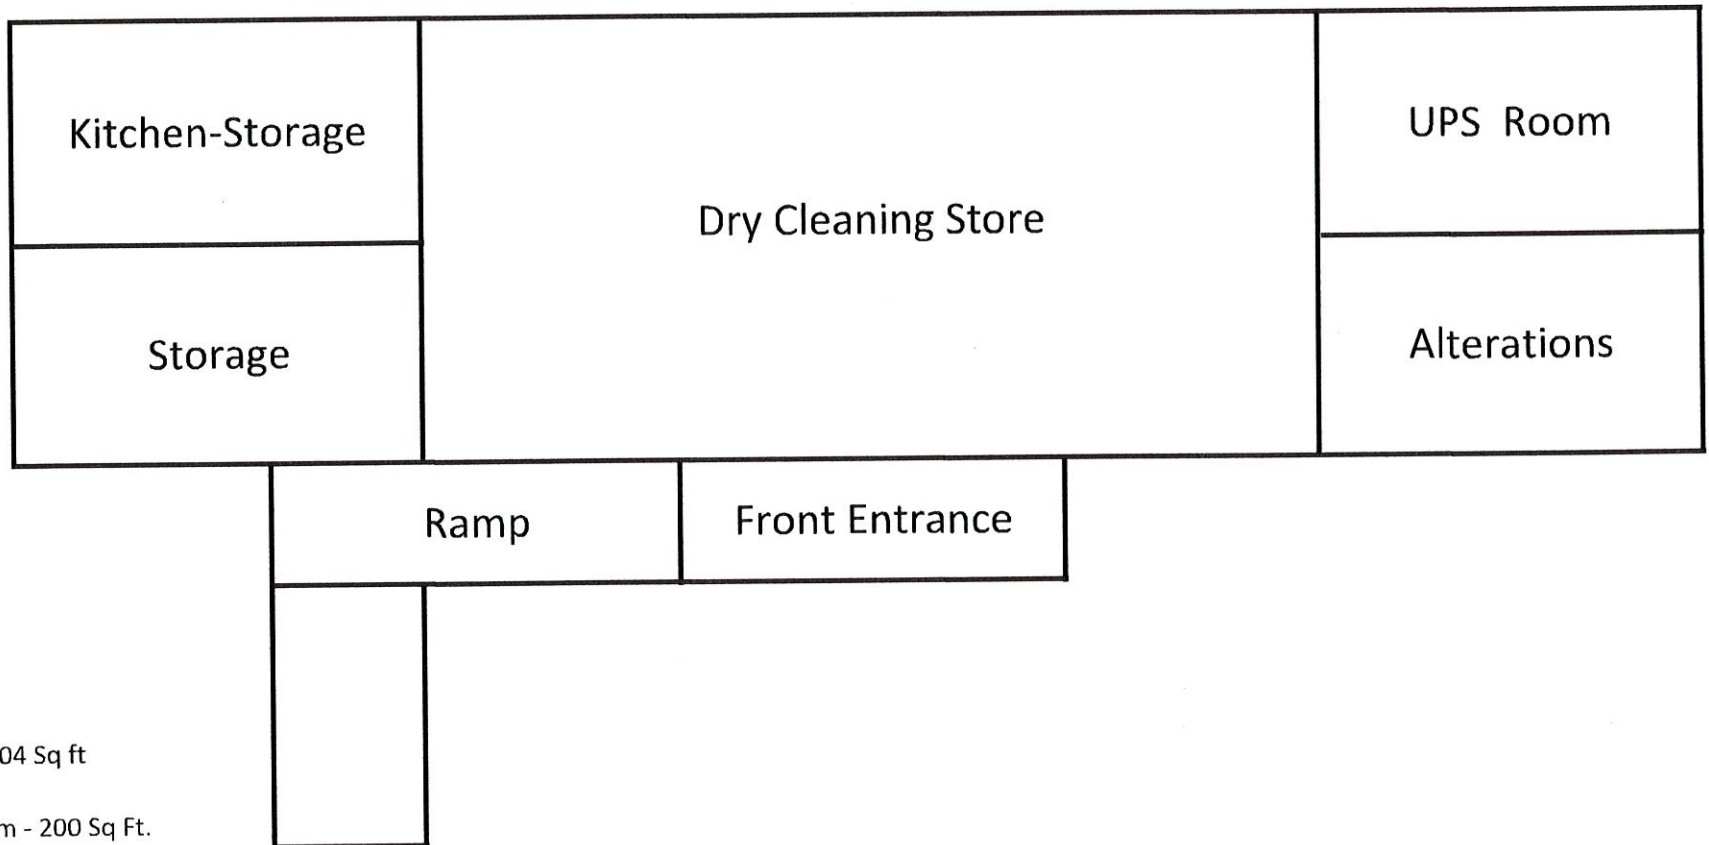 Kitchen-Storage
UPS Room
Dry Cleaning Store
Storage
Alterations
Ramp
Front Entrance
04 Sq ft
m - 200 Sq Ft.